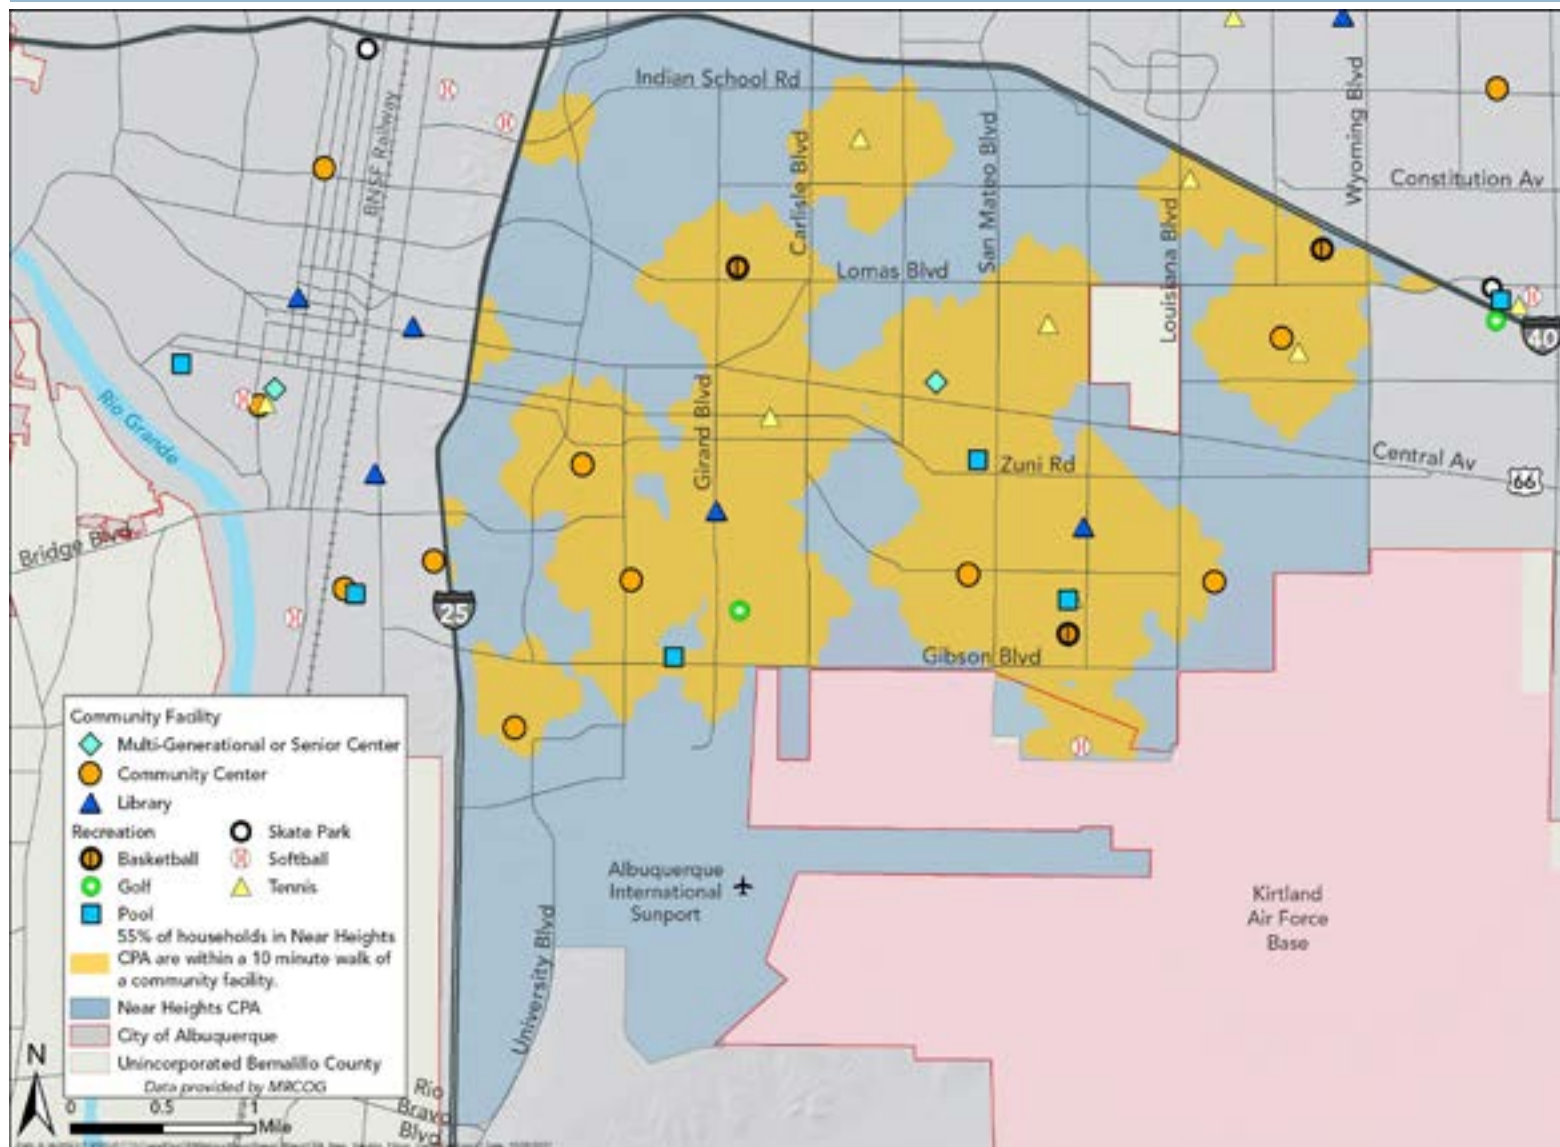 Indian School Rd
BNSF Railway
Carlisle Blvd
San Mateo Blvd
Wyoming Blvd
Constitution Av
Louisiana Blvd
Lomas Blvd
40
Rio Grande
Girard Blvd
Central Av
Zuni Rd
66
Bridge Blvd
25
Gibson Blvd
Community Facility
Multi-Generational or Senior Center
Community Center
Library
Recreation
Skate Park
Basketball
Softball
Golf
Tennis
Pool
55% of households in Near Heights
CPA are within a 10 minute walk of
a community facility.
Near Heights CPA
City of Albuquerque
Unincorporated Bernalillo County
Data provided by MRCOG
Albuquerque
International
Sunport
Kirtland
Air Force
Base
University Blvd
Rio
Bravo
Blvd
N
0 0.5 1
Mile